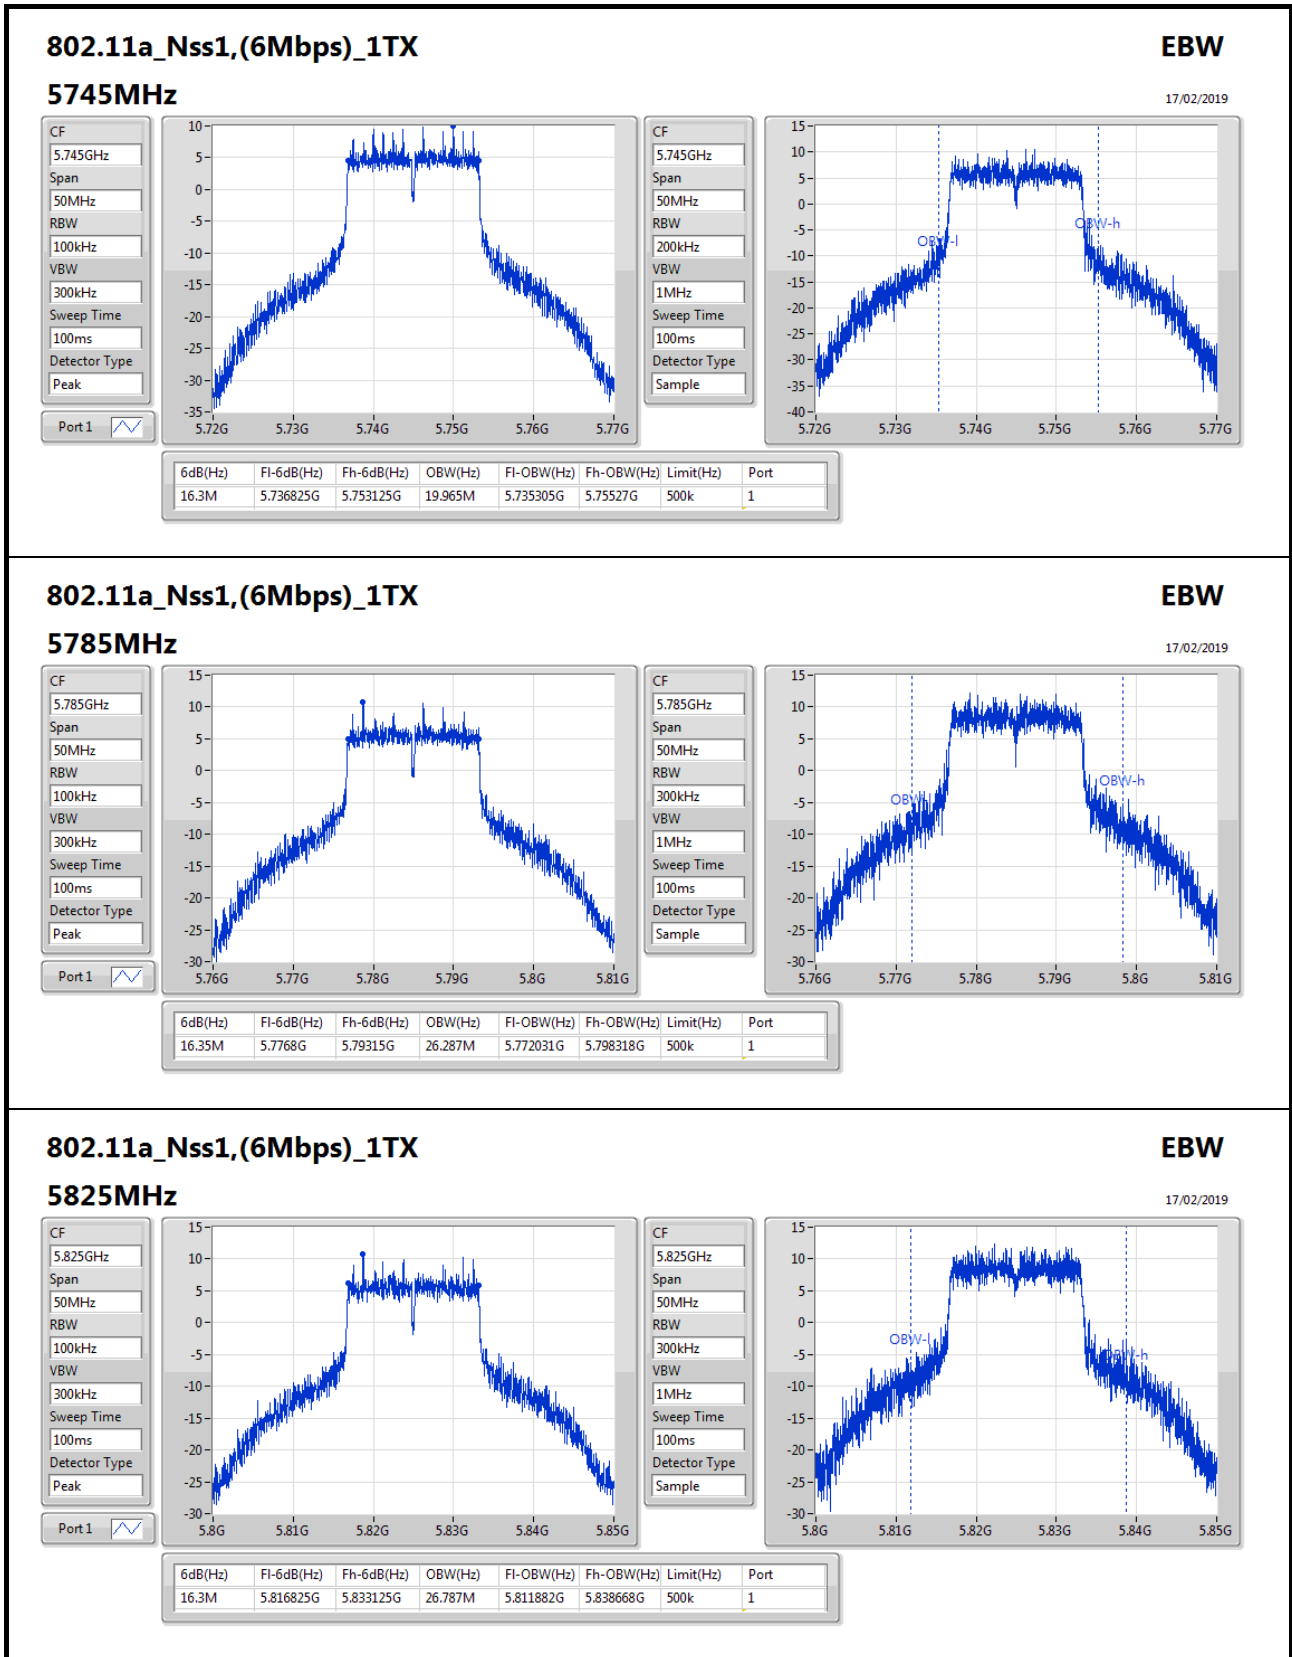 802.11a_Nss1,(6Mbps)_1TX EBW
5745MHz 17/02/2019
CF
5.745GHz
Span
50MHz
RBW
100kHz
VBW
300kHz
Sweep Time
100ms
Detector Type
Peak
Port 1
10
5
0
-5
-10
-15
-20
-25
-30
-35
5.72G 5.73G 5.74G 5.75G 5.76G 5.77G
CF
5.745GHz
Span
50MHz
RBW
200kHz
VBW
1MHz
Sweep Time
100ms
Detector Type
Sample
15
10
5
0
-5
-10
-15
-20
-25
-30
-35
-40
OBW-l
OBW-h
5.72G 5.73G 5.74G 5.75G 5.76G 5.77G
6dB(Hz) Fl-6dB(Hz) Fh-6dB(Hz) OBW(Hz) Fl-OBW(Hz) Fh-OBW(Hz) Limit(Hz) Port
16.3M 5.736825G 5.753125G 19.965M 5.735305G 5.75527G 500k 1
802.11a_Nss1,(6Mbps)_1TX EBW
5785MHz 17/02/2019
CF
5.785GHz
Span
50MHz
RBW
100kHz
VBW
300kHz
Sweep Time
100ms
Detector Type
Peak
Port 1
15
10
5
0
-5
-10
-15
-20
-25
-30
5.76G 5.77G 5.78G 5.79G 5.8G 5.81G
CF
5.785GHz
Span
50MHz
RBW
300kHz
VBW
1MHz
Sweep Time
100ms
Detector Type
Sample
15
10
5
0
-5
-10
-15
-20
-25
-30
OBW-h
5.76G 5.77G 5.78G 5.79G 5.8G 5.81G
6dB(Hz) Fl-6dB(Hz) Fh-6dB(Hz) OBW(Hz) Fl-OBW(Hz) Fh-OBW(Hz) Limit(Hz) Port
16.35M 5.7768G 5.79315G 26.287M 5.772031G 5.798318G 500k 1
802.11a_Nss1,(6Mbps)_1TX EBW
5825MHz 17/02/2019
CF
5.825GHz
Span
50MHz
RBW
100kHz
VBW
300kHz
Sweep Time
100ms
Detector Type
Peak
Port 1
15
10
5
0
-5
-10
-15
-20
-25
-30
5.8G 5.81G 5.82G 5.83G 5.84G 5.85G
CF
5.825GHz
Span
50MHz
RBW
300kHz
VBW
1MHz
Sweep Time
100ms
Detector Type
Sample
15
10
5
0
-5
-10
-15
-20
-25
-30
OBW-l
OBW-h
5.8G 5.81G 5.82G 5.83G 5.84G 5.85G
6dB(Hz) Fl-6dB(Hz) Fh-6dB(Hz) OBW(Hz) Fl-OBW(Hz) Fh-OBW(Hz) Limit(Hz) Port
16.3M 5.816825G 5.833125G 26.787M 5.811882G 5.838668G 500k 1